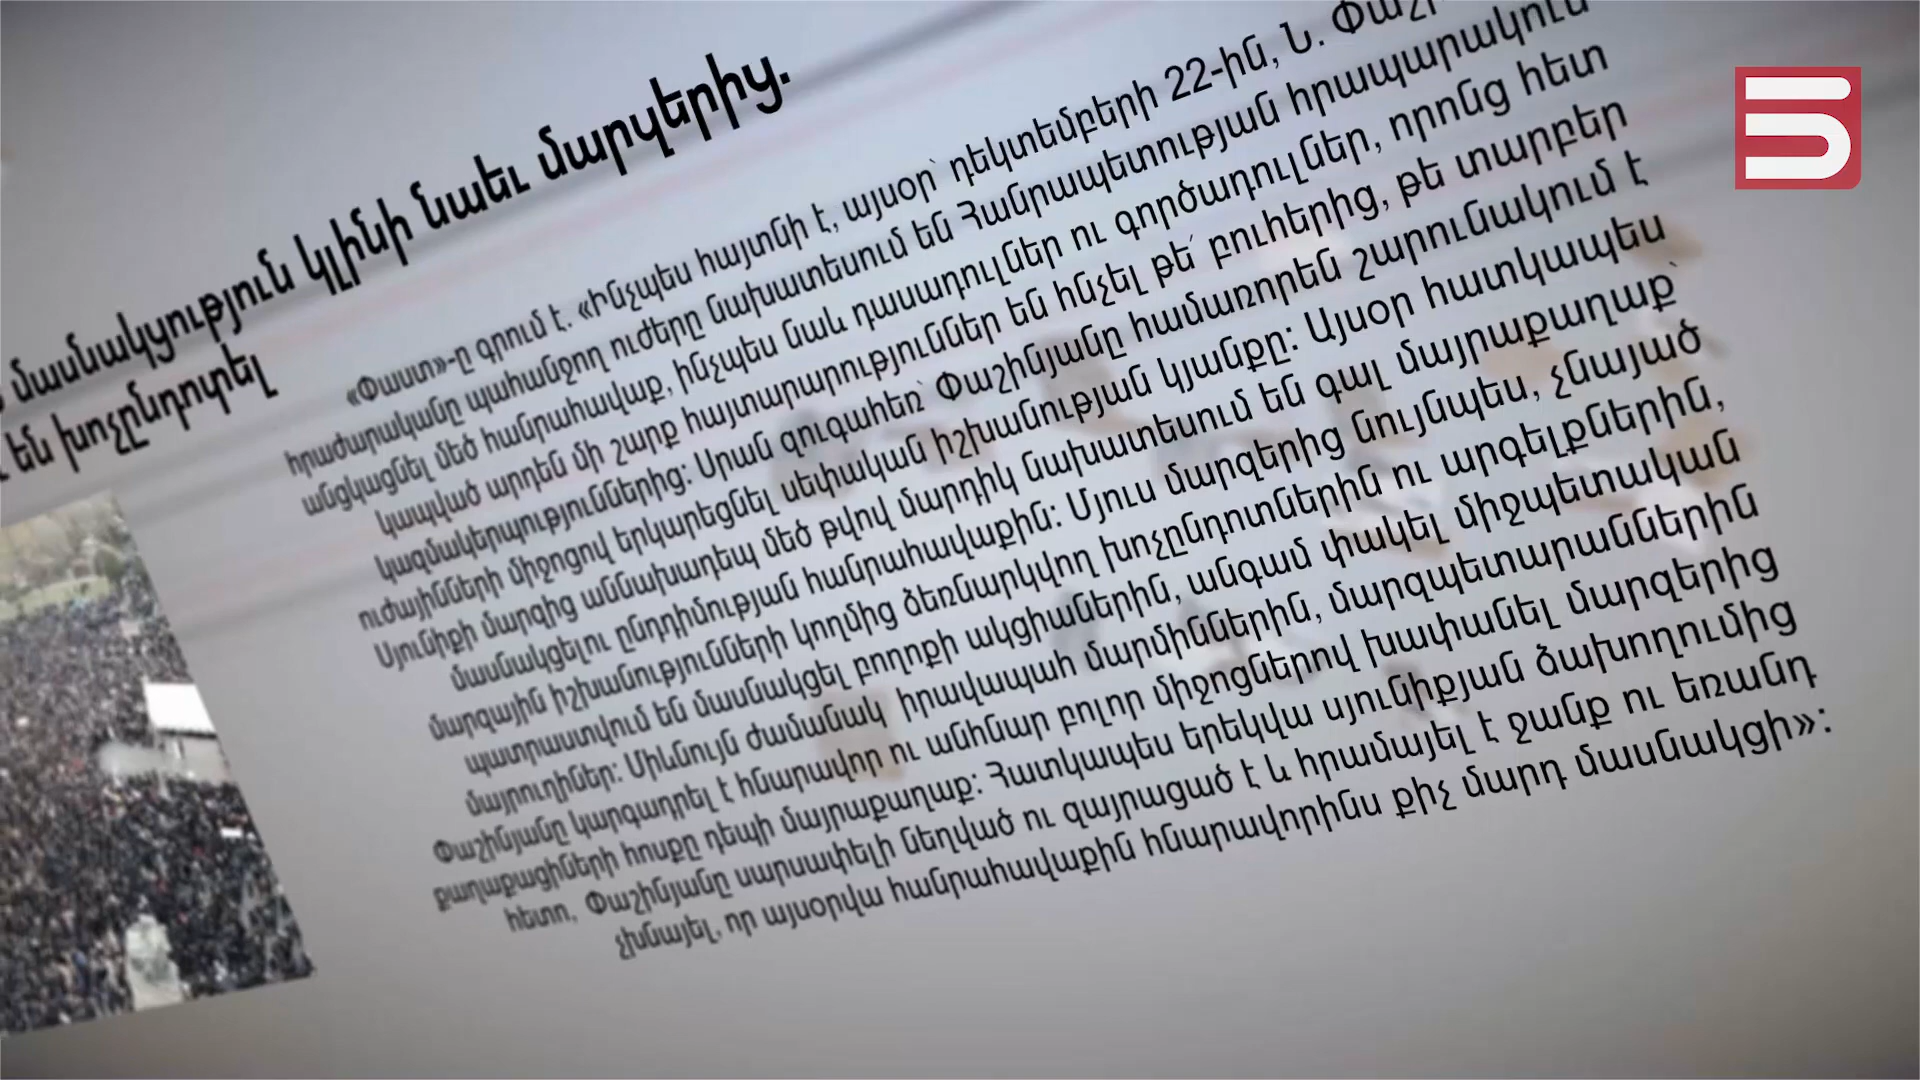 մասնակցություն կլինի նաեւ մարզերից.
են խոչընդոտել
«Փաստ»-ը գրում է. «Ինչպես հայտնի է, այսօր՝ դեկտեմբերի 22-ին, Ն.
հրաժարականը պահանջող ուժերը նախատեսում են Հանրապետության հրապարակում
անցկացնել մեծ հանրահավաք, ինչպես նաև դասադուլներ ու գործադուլներ, որոնց հետ
կապված արդեն մի շարք հայտարարություններ են հնչել թե՛ բուհերից, թե տարբեր
կազմակերպություններից: Սրան զուգահեռ՝ Փաշինյանը համառորեն շարունակում է
ուժայինների միջոցով երկարեցնել սեփական իշխանության կյանքը: Այսօր հատկապես
Սյունիքի մարզից աննախադեպ մեծ թվով մարդիկ նախատեսում են գալ մայրաքաղաք՝
մասնակցելու ընդդիմության հանրահավաքին: Մյուս մարզերից նույնպես, չնայած
մարզային իշխանությունների կողմից ձեռնարկվող խոչընդոտներին ու արգելքներին,
պատրաստվում են մասնակցել բողոքի ակցիաներին, անգամ փակել միջպետական
մայրուղիներ: Միևնույն ժամանակ իրավապահ մարմիններին, մարզպետարաններին
Փաշինյանը կարգադրել է հնարավոր ու անհնար բոլոր միջոցներով խափանել մարզերից
քաղաքացիների հոսքը դեպի մայրաքաղաք: Հատկապես երեկվա սյունիքյան ձախողումից
հետո, Փաշինյանը սարսափելի նեղված ու զայրացած է և հրամայել է ջանք ու եռանդ
չխնայել, որ այսօրվա հանրահավաքին հնարավորինս քիչ մարդ մասնակցի»: